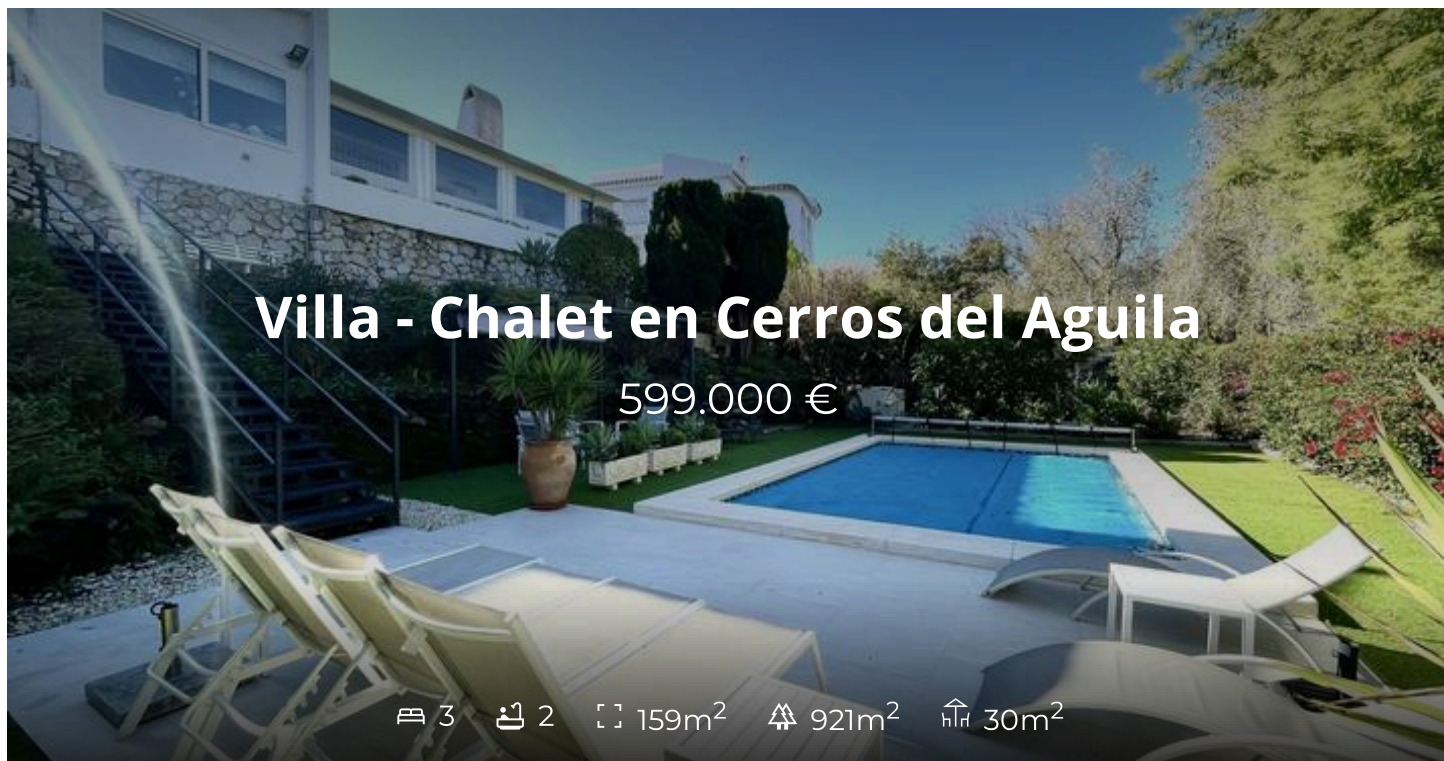 Villa - Chalet en Cerros del Aguila
599.000 €
3 2 159m² 921m² 30m²